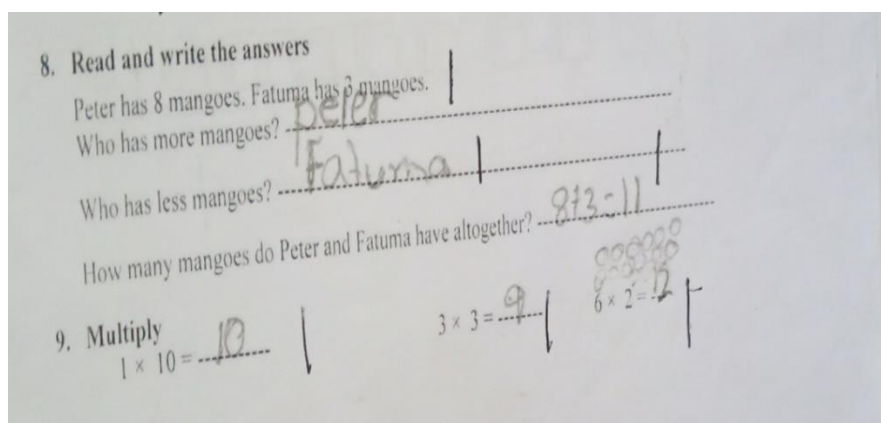 8. Read and write the answers
Peter has 8 mangoes. Fatuma has 3 mangoes.
Who has more mangoes? peter
Who has less mangoes? Fatuma
How many mangoes do Peter and Fatuma have altogether? 8+3=11
9. Multiply
1 × 10 = 10 3 × 3 = 9 6 × 2 = 12